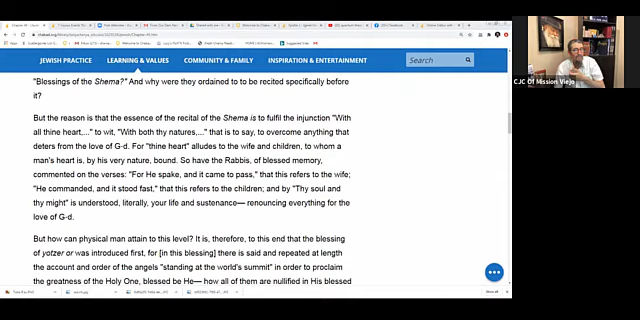 JEWISH PRACTICE LEARNING & VALUES COMMUNITY & FAMILY INSPIRATION & ENTERTAINMENT Search
"Blessings of the Shema?" And why were they ordained to to be recited specifically before
it?
But the reason is that the essence of the recital of the Shema is to fulfil the injunction "With
all thine heart,..." to wit, "With both thy natures,..." that is to say, to overcome anything that
deters from the love of G-d. For "thine heart" alludes to the wife and children, to whom a
man's heart is, by his very nature, bound. So have the Rabbis, of blessed memory,
commented on the verses: "For He spake, and it came to pass," that this refers to the wife;
"He commanded, and it stood fast," that this refers to the children; and by "Thy soul and
thy might" is understood, literally, your life and sustenance— renouncing everything for the
love of G-d.
But how can physical man attain to this level? It is, therefore, to this end that the blessing
of yotzer or was introduced first, for [in this blessing] there is said and repeated at length
the account and order of the angels "standing at the world's summit" in order to proclaim
the greatness of the Holy One, blessed be He— how all of them are nullified in His blessed
CJC Of Mission Viejo
Show all